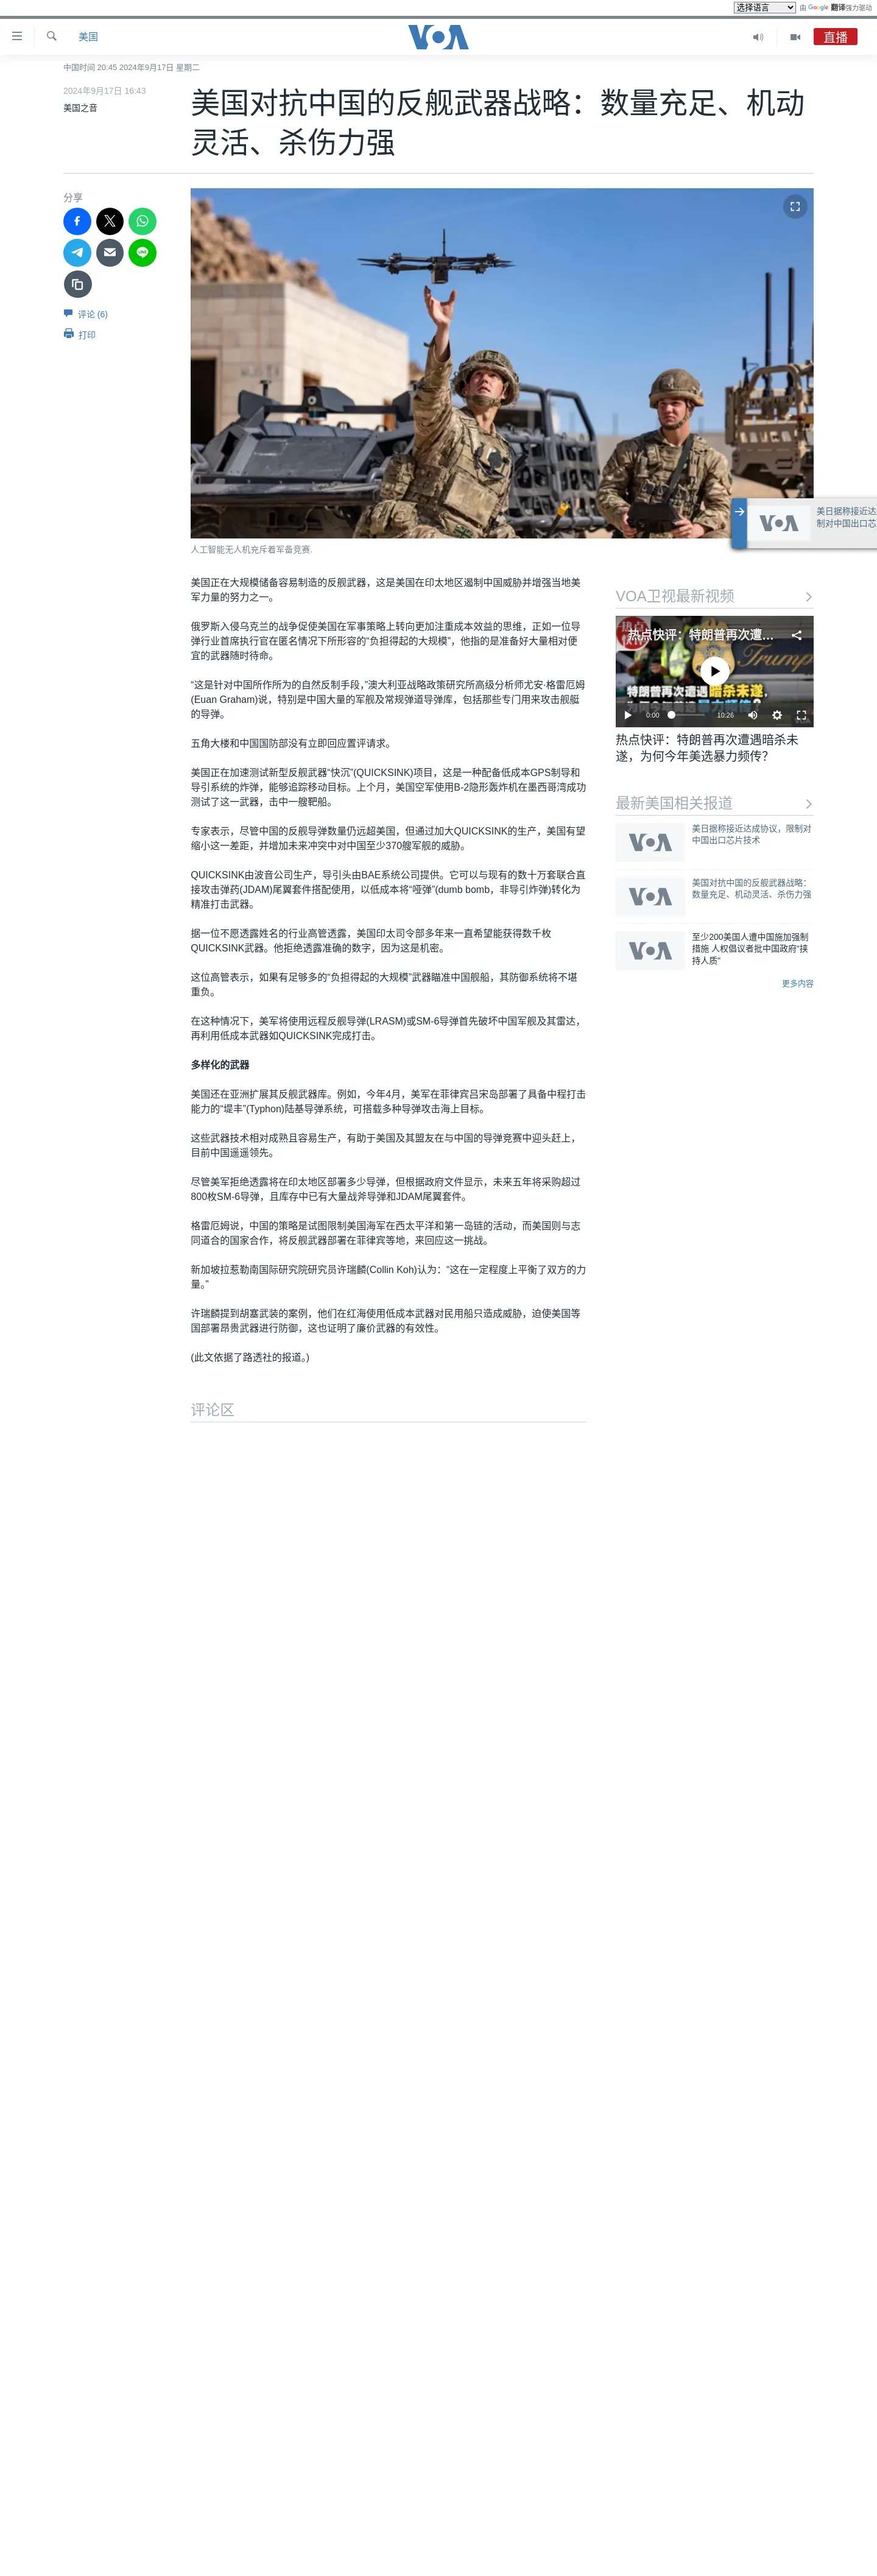 选择语言 由 Google 翻译强力驱动
美国
VOA
直播
中国时间 20:45 2024年9月17日 星期二
2024年9月17日 16:43
美国之音
美国对抗中国的反舰武器战略：数量充足、机动
灵活、杀伤力强
分享
评论 (6)
打印
美日据称接近达
制对中国出口芯
VOA
人工智能无人机充斥着军备竞赛.
美国正在大规模储备容易制造的反舰武器，这是美国在印太地区遏制中国威胁并增强当地美
军力量的努力之一。
俄罗斯入侵乌克兰的战争促使美国在军事策略上转向更加注重成本效益的思维，正如一位导
弹行业首席执行官在匿名情况下所形容的“负担得起的大规模”，他指的是准备好大量相对便
宜的武器随时待命。
“这是针对中国所作所为的自然反制手段，”澳大利亚战略政策研究所高级分析师尤安·格雷厄姆
(Euan Graham)说，特别是中国大量的军舰及常规弹道导弹库，包括那些专门用来攻击舰艇
的导弹。
五角大楼和中国国防部没有立即回应置评请求。
美国正在加速测试新型反舰武器“快沉”(QUICKSINK)项目，这是一种配备低成本GPS制导和
导引系统的炸弹，能够追踪移动目标。上个月，美国空军使用B-2隐形轰炸机在墨西哥湾成功
测试了这一武器，击中一艘靶船。
专家表示，尽管中国的反舰导弹数量仍远超美国，但通过加大QUICKSINK的生产，美国有望
缩小这一差距，并增加未来冲突中对中国至少370艘军舰的威胁。
QUICKSINK由波音公司生产，导引头由BAE系统公司提供。它可以与现有的数十万套联合直
接攻击弹药(JDAM)尾翼套件搭配使用，以低成本将“哑弹”(dumb bomb，非导引炸弹)转化为
精准打击武器。
据一位不愿透露姓名的行业高管透露，美国印太司令部多年来一直希望能获得数千枚
QUICKSINK武器。他拒绝透露准确的数字，因为这是机密。
这位高管表示，如果有足够多的“负担得起的大规模”武器瞄准中国舰船，其防御系统将不堪
重负。
在这种情况下，美军将使用远程反舰导弹(LRASM)或SM-6导弹首先破坏中国军舰及其雷达，
再利用低成本武器如QUICKSINK完成打击。
多样化的武器
美国还在亚洲扩展其反舰武器库。例如，今年4月，美军在菲律宾吕宋岛部署了具备中程打击
能力的“堤丰”(Typhon)陆基导弹系统，可搭载多种导弹攻击海上目标。
这些武器技术相对成熟且容易生产，有助于美国及其盟友在与中国的导弹竞赛中迎头赶上，
目前中国遥遥领先。
尽管美军拒绝透露将在印太地区部署多少导弹，但根据政府文件显示，未来五年将采购超过
800枚SM-6导弹，且库存中已有大量战斧导弹和JDAM尾翼套件。
格雷厄姆说，中国的策略是试图限制美国海军在西太平洋和第一岛链的活动，而美国则与志
同道合的国家合作，将反舰武器部署在菲律宾等地，来回应这一挑战。
新加坡拉惹勒南国际研究院研究员许瑞麟(Collin Koh)认为：“这在一定程度上平衡了双方的力
量。”
许瑞麟提到胡塞武装的案例，他们在红海使用低成本武器对民用船只造成威胁，迫使美国等
国部署昂贵武器进行防御，这也证明了廉价武器的有效性。
(此文依据了路透社的报道。)
评论区
VOA卫视最新视频
热点快评：特朗普再次遭…
热点
快评
Trump
特朗普再次遭遇暗杀未遂，
0:00
10:26
热点快评：特朗普再次遭遇暗杀未
遂，为何今年美选暴力频传？
最新美国相关报道
VOA
美日据称接近达成协议，限制对
中国出口芯片技术
VOA
美国对抗中国的反舰武器战略：
数量充足、机动灵活、杀伤力强
VOA
至少200美国人遭中国施加强制
措施 人权倡议者批中国政府“挟
持人质”
更多内容